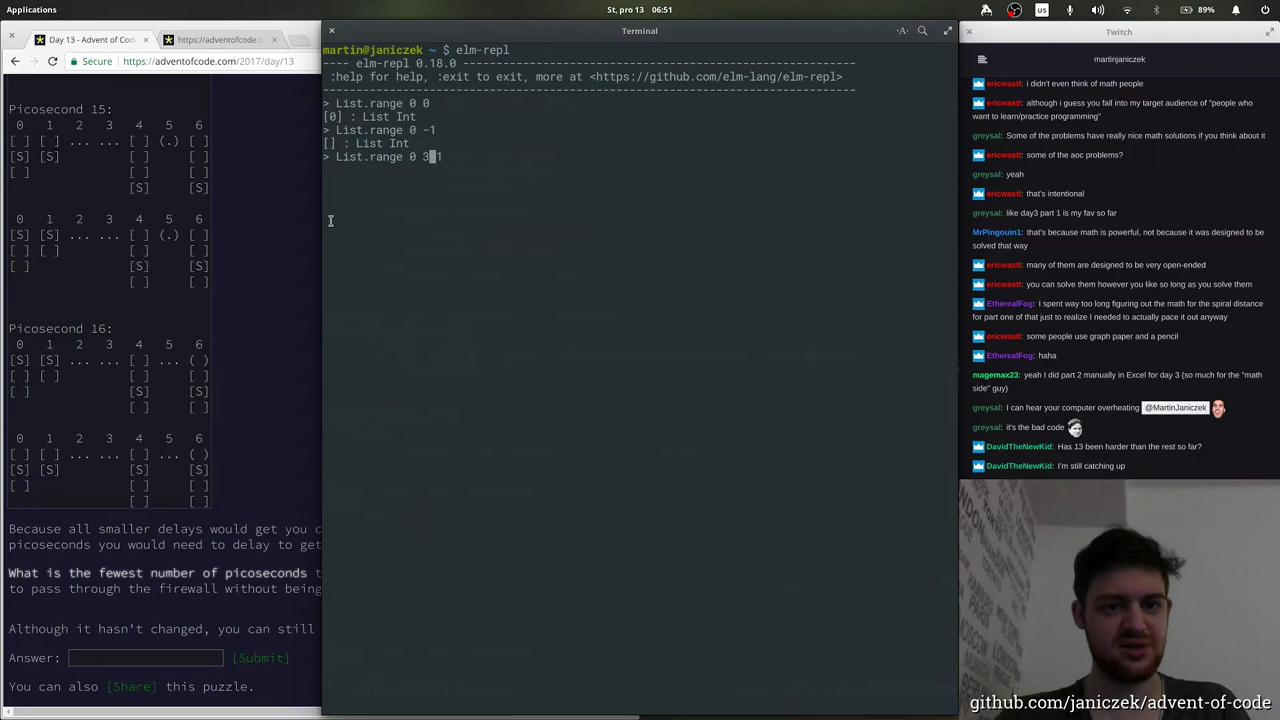 Applications
St, pro 13 06:51
us
89%
Day 13 - Advent of Cod
https://adventofcode.c
Terminal
Twitch
Secure
https://adventofcode.com/2017/day/13
martin@janiczek ~ $ elm-repl
---- elm-repl 0.18.0 -----------------------------------------------------------
:help for help, :exit to exit, more at <https://github.com/elm-lang/elm-repl>
--------------------------------------------------------------------------------
> List.range 0 0
[0] : List Int
> List.range 0 -1
[] : List Int
> List.range 0 3 1
Picosecond 15:
0 1 2 3 4 5 6
[ ] [ ] ... ... [ ] (.) [ ]
[S] [S] [ ] [ ]
[ ] [ ] [ ]
[S] [S]
0 1 2 3 4 5 6
[S] [S] ... ... [ ] (.) [ ]
[ ] [ ] [ ] [ ]
[ ] [S] [S]
[ ] [ ]
Picosecond 16:
0 1 2 3 4 5 6
[S] [S] ... ... [ ] ... ( )
[ ] [ ] [ ] [ ]
[ ] [S] [S]
[ ] [ ]
0 1 2 3 4 5 6
[ ] [ ] ... ... [ ] ... ( )
[S] [S] [S] [S]
[ ] [ ] [ ]
[ ] [ ]
Because all smaller delays would get you c
picoseconds you would need to delay to get
What is the fewest number of picoseconds t
to pass through the firewall without being
Although it hasn't changed, you can still
Answer:
[Submit]
You can also [Share] this puzzle.
martinjaniczek
ericwastl: i didn't even think of math people
ericwastl: although i guess you fall into my target audience of "people who
want to learn/practice programming"
greysal: Some of the problems have really nice math solutions if you think about it
ericwastl: some of the aoc problems?
greysal: yeah
ericwastl: that's intentional
greysal: like day3 part 1 is my fav so far
MrPingouin1: that's because math is powerful, not because it was designed to be
solved that way
ericwastl: many of them are designed to be very open-ended
ericwastl: you can solve them however you like so long as you solve them
EtherealFog: I spent way too long figuring out the math for the spiral distance
for part one of that just to realize I needed to actually pace it out anyway
ericwastl: some people use graph paper and a pencil
EtherealFog: haha
magemax23: yeah I did part 2 manually in Excel for day 3 (so much for the "math
side" guy)
greysal: I can hear your computer overheating @MartinJaniczek
greysal: it's the bad code
DavidTheNewKid: Has 13 been harder than the rest so far?
DavidTheNewKid: I'm still catching up
github.com/janiczek/advent-of-code